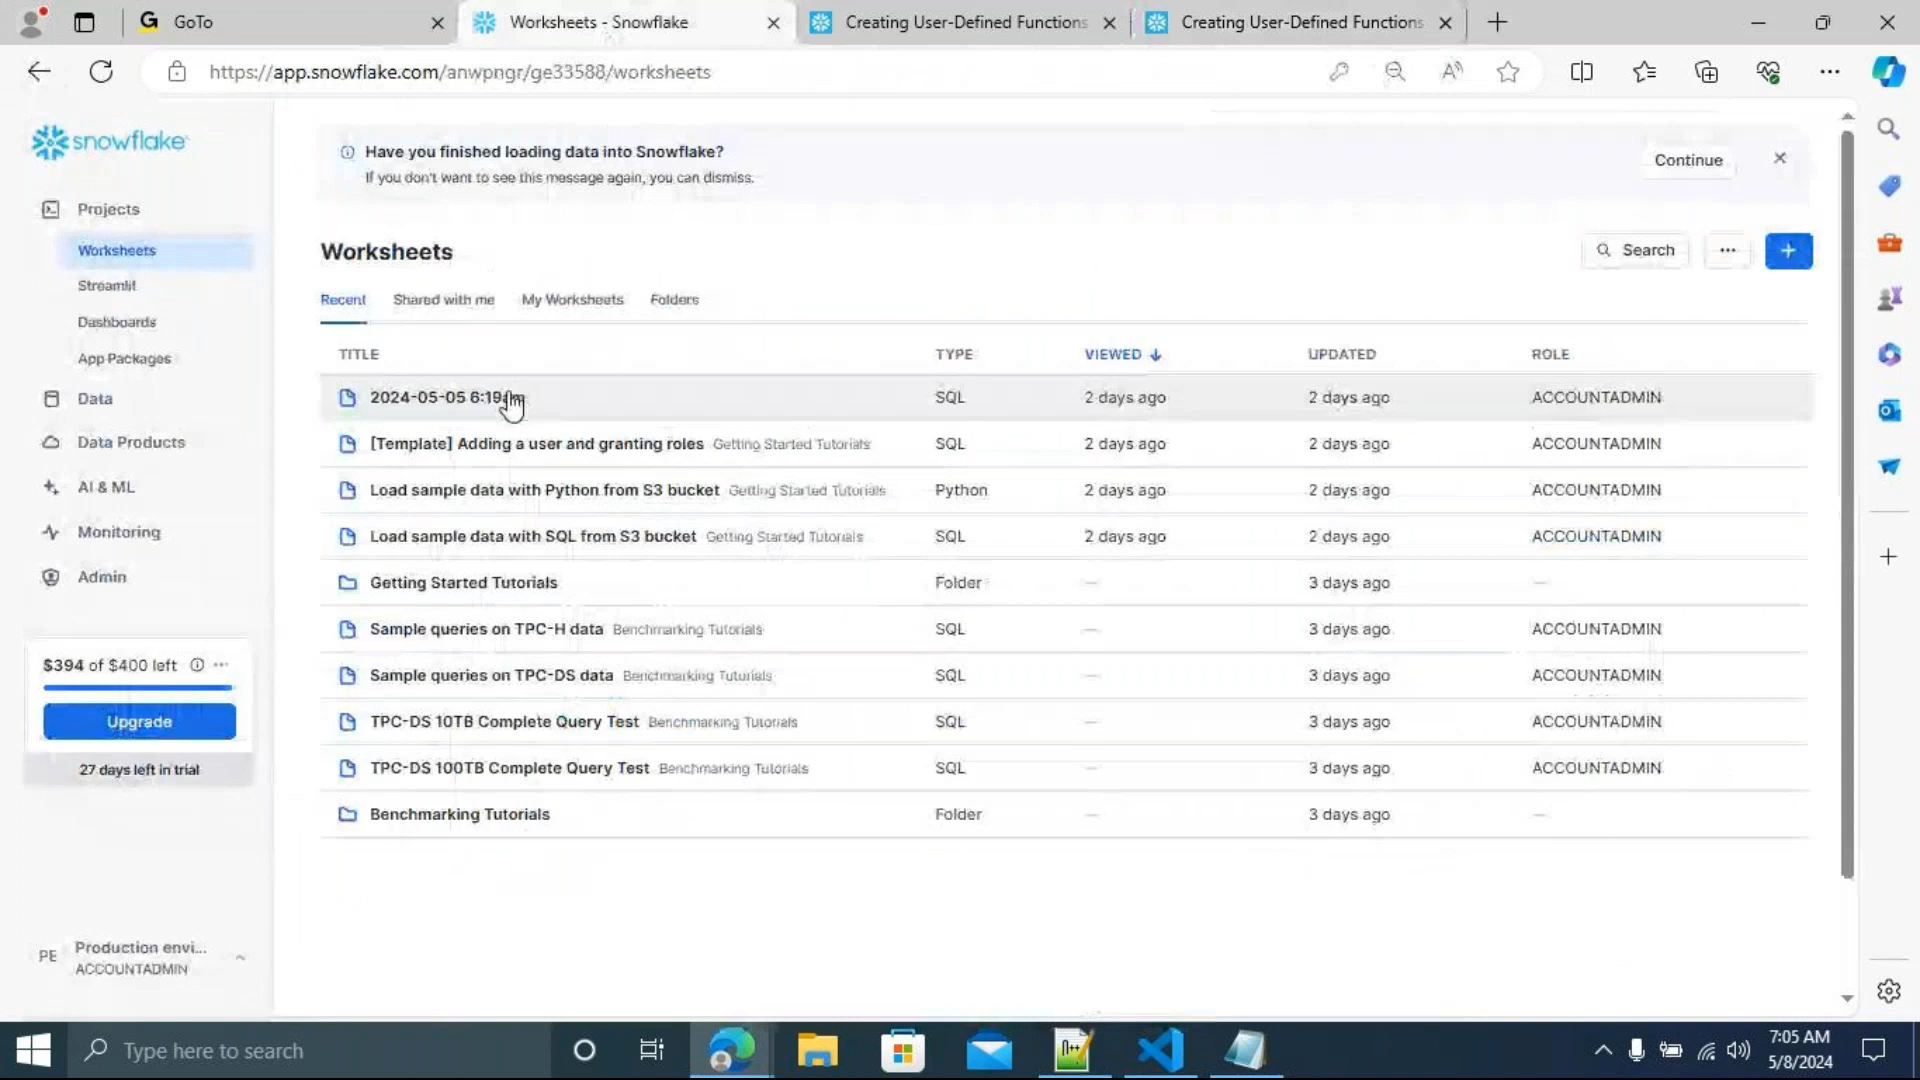 GoTo
Worksheets - Snowflake
Creating User-Defined Functions
Creating User-Defined Functions
https://app.snowflake.com/anwpngr/ge33588/worksheets
snowflake
Have you finished loading data into Snowflake?
If you don't want to see this message again, you can dismiss.
Continue
Projects
Worksheets
Streamlit
Dashboards
App Packages
Data
Data Products
AI & ML
Monitoring
Admin
$394 of $400 left
Upgrade
27 days left in trial
PE
Production envi...
ACCOUNTADMIN
Worksheets
Search
Recent Shared with me My Worksheets Folders
TITLE TYPE VIEWED UPDATED ROLE
2024-05-05 6:19 SQL 2 days ago 2 days ago ACCOUNTADMIN
[Template] Adding a user and granting roles Getting Started Tutorials SQL 2 days ago 2 days ago ACCOUNTADMIN
Load sample data with Python from S3 bucket Getting Started Tutorials Python 2 days ago 2 days ago ACCOUNTADMIN
Load sample data with SQL from S3 bucket Getting Started Tutorials SQL 2 days ago 2 days ago ACCOUNTADMIN
Getting Started Tutorials Folder — 3 days ago —
Sample queries on TPC-H data Benchmarking Tutorials SQL — 3 days ago ACCOUNTADMIN
Sample queries on TPC-DS data Benchmarking Tutorials SQL — 3 days ago ACCOUNTADMIN
TPC-DS 10TB Complete Query Test Benchmarking Tutorials SQL — 3 days ago ACCOUNTADMIN
TPC-DS 100TB Complete Query Test Benchmarking Tutorials SQL — 3 days ago ACCOUNTADMIN
Benchmarking Tutorials Folder — 3 days ago —
Type here to search
7:05 AM
5/8/2024